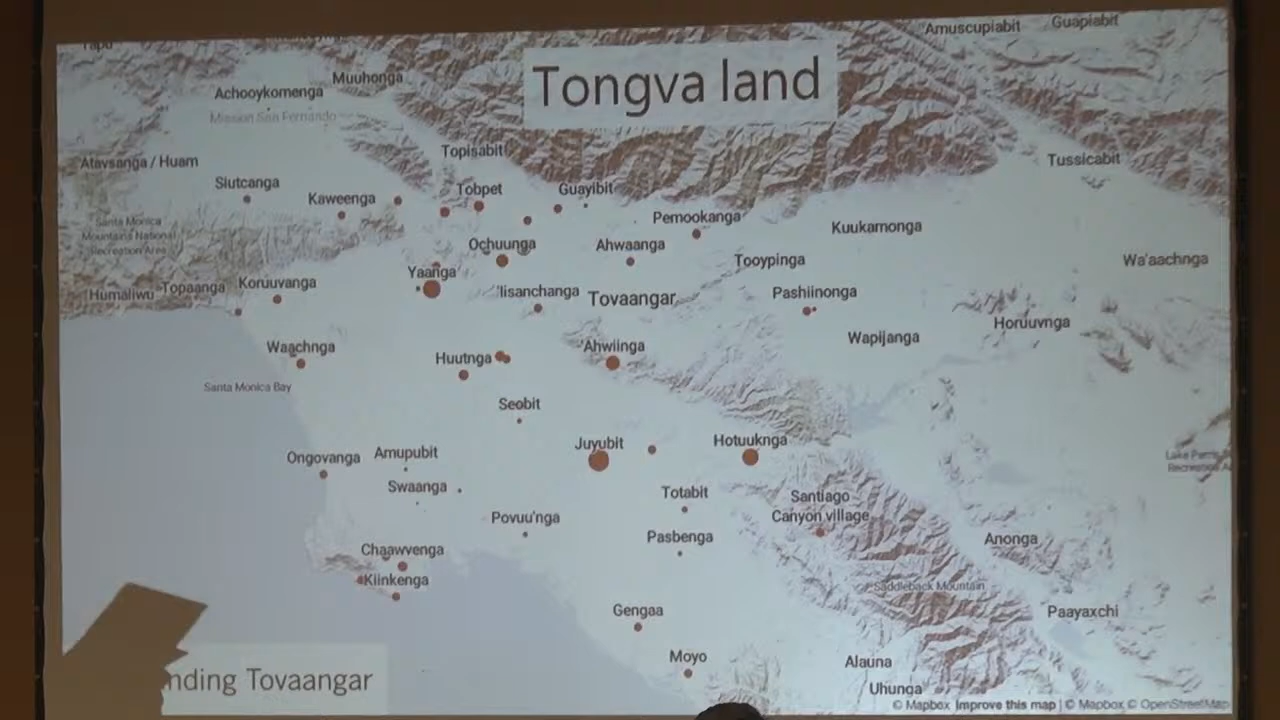 Tongva land
Amuscupiabit
Guapiabit
Muuhonga
Achooykomenga
Mission San Fernando
Topisabit
Atavsanga / Huam
Tussicabit
Siutcanga
Tobpet
Guayibit
Kaweenga
Pemookanga
Kuukamonga
Santa Monica
Mountains National
Recreation Area
Ochuunga
Ahwaanga
Tooypinga
Wa'aachnga
Yaanga
Humaliwu
Topaanga
Koruuvanga
'Iisanchanga
Tovaangar
Pashiinonga
Horuuvnga
Wapijanga
Waachnga
Huutnga
Ahwiinga
Santa Monica Bay
Seobit
Juyubit
Hotuuknga
Ongovanga
Amupubit
Swaanga
Totabit
Santiago
Canyon village
Povuu'nga
Pasbenga
Anonga
Chaawvenga
Kiinkenga
Saddleback Mountain
Gengaa
Paayaxchi
Moyo
Alauna
Uhunga
nding Tovaangar
© Mapbox Improve this map | © Mapbox © OpenStreetMap